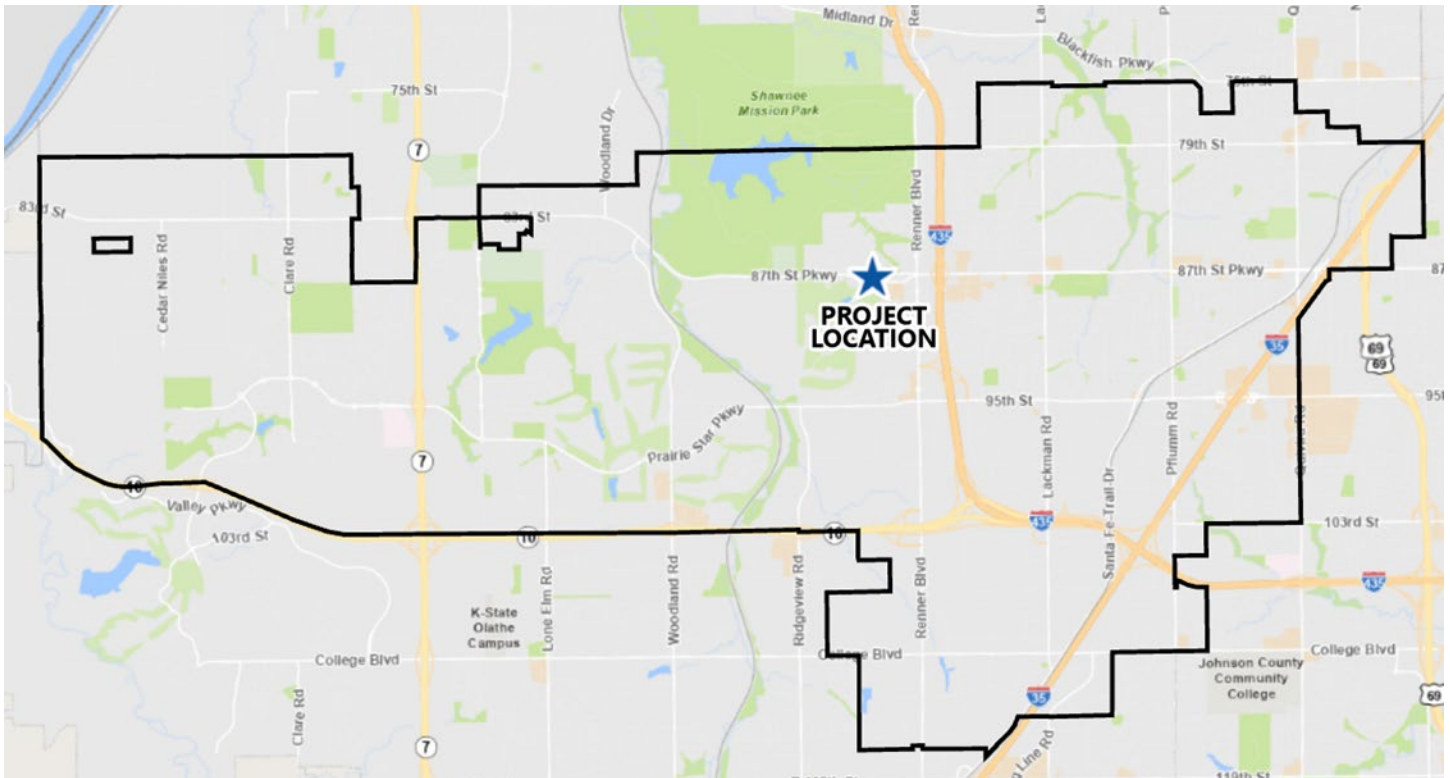 Midland Dr
Blackfish Pkwy
75th St
75th St
Shawnee
Mission Park
7
Woodland Dr
79th St
Renner Blvd
83rd St
83rd St
435
Cedar Niles Rd
Clare Rd
87th St Pkwy
87th St Pkwy
PROJECT
LOCATION
35
69
69
95th St
Prairie Star Pkwy
Lackman Rd
Pflumm Rd
Santa Fe Trail Dr
7
10
Valley Pkwy
103rd St
10
10
435
103rd St
435
K-State
Olathe
Campus
Lone Elm Rd
Woodland Rd
Ridgeview Rd
Renner Blvd
College Blvd
College Blvd
College Blvd
Johnson County
Community
College
Clare Rd
35
69
7
119th St